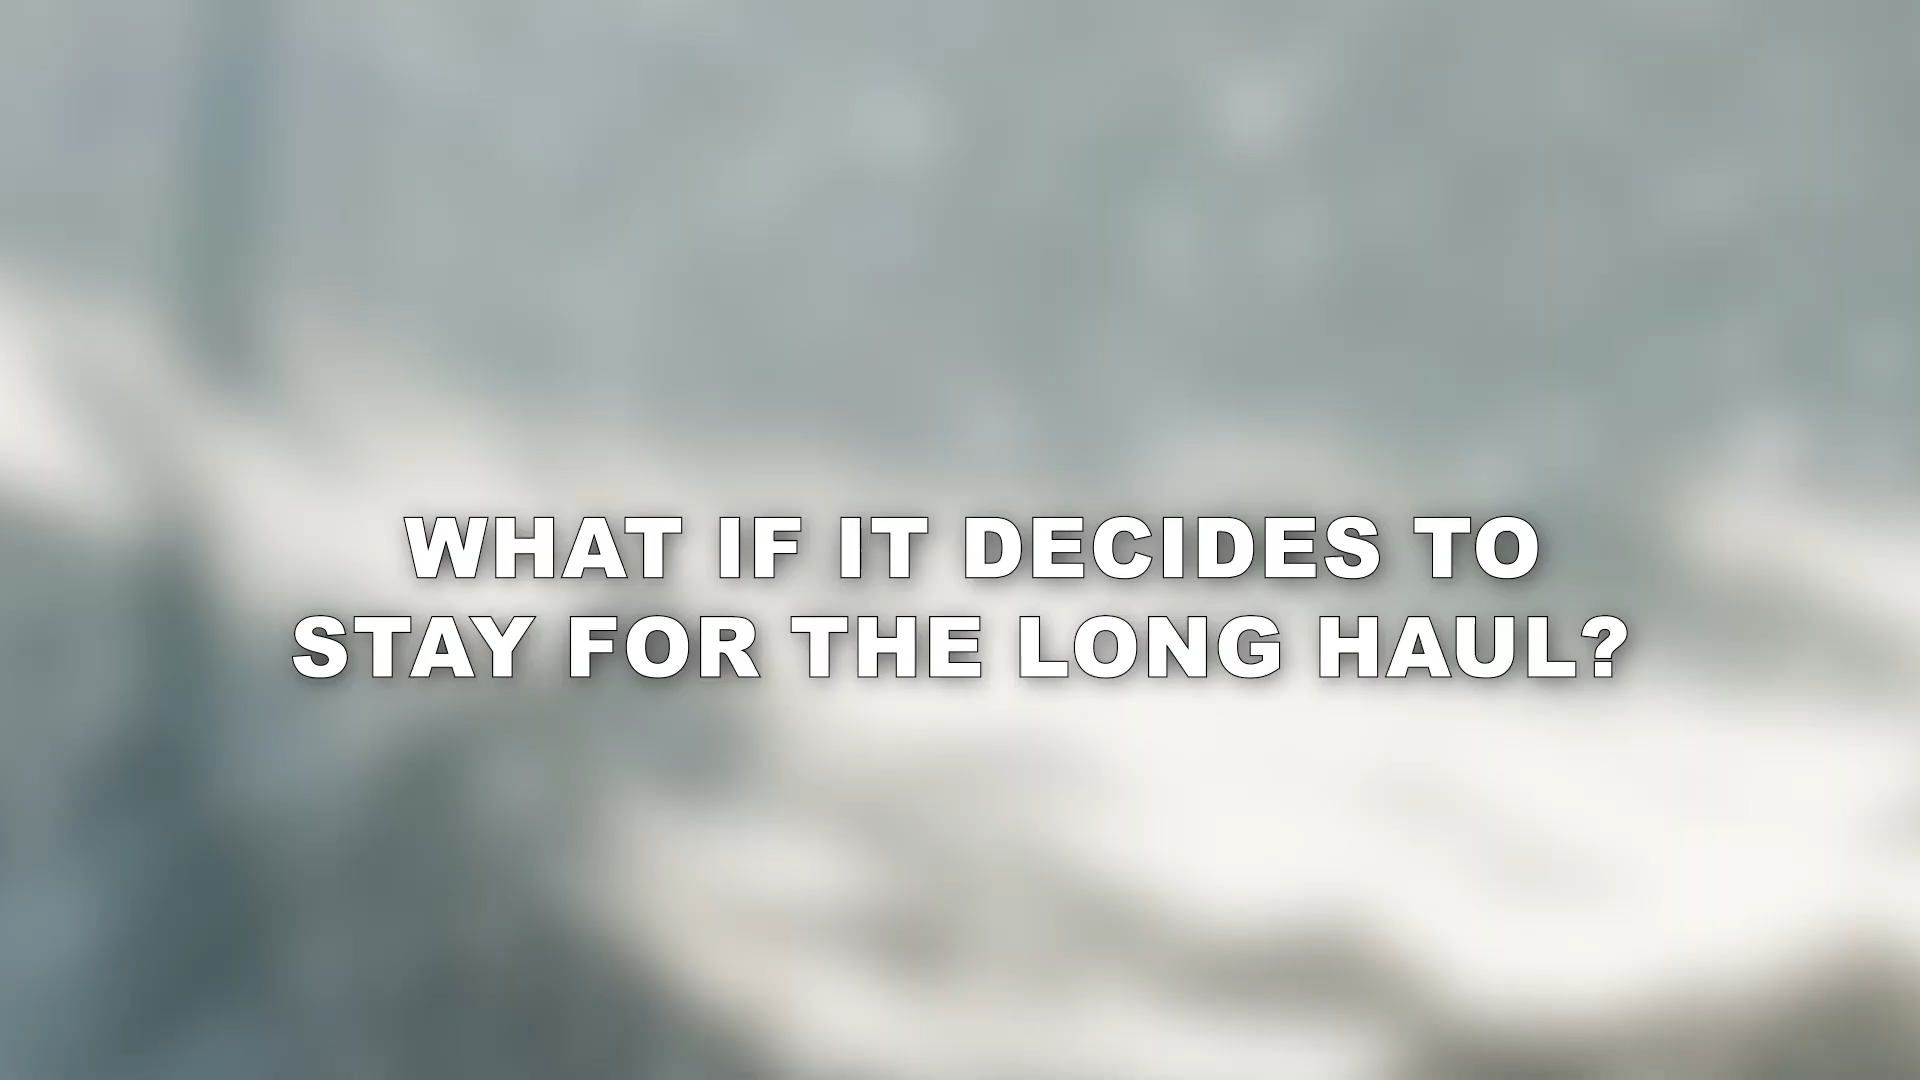 WHAT IF IT DECIDES TO
STAY FOR THE LONG HAUL?